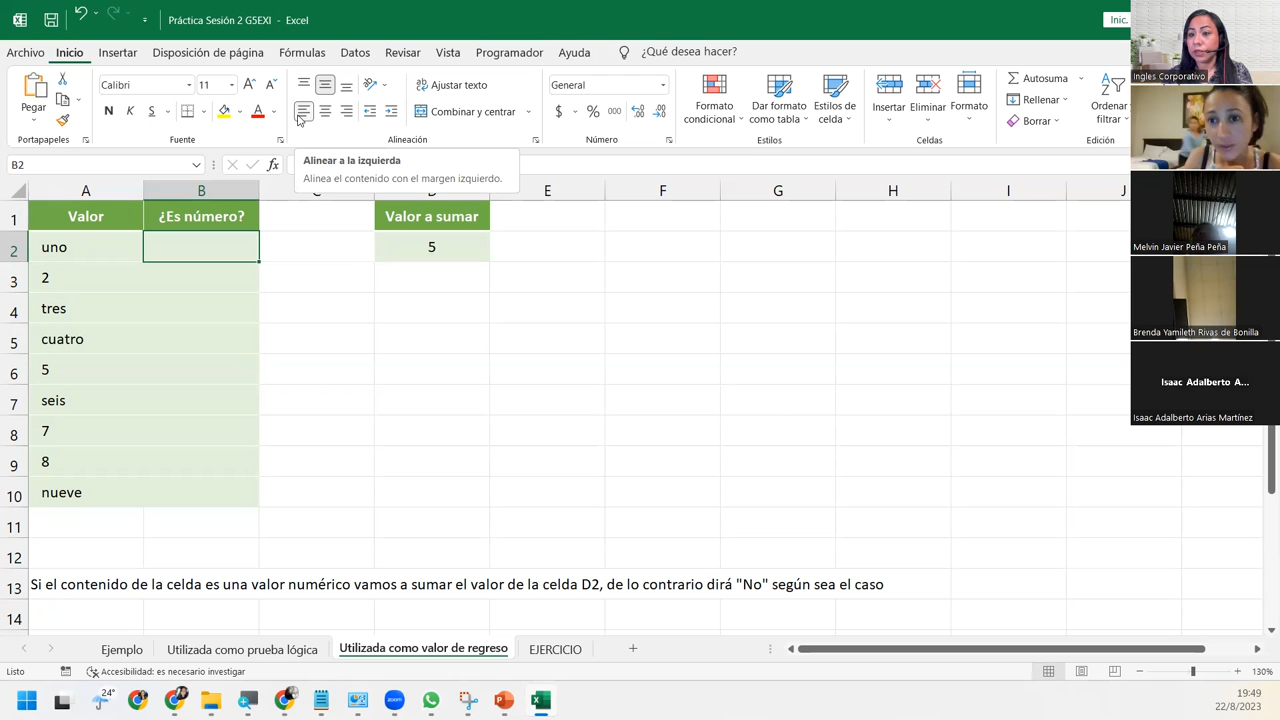 Práctica Sesión 2 G5EXI - Excel
Inic.
Archivo Inicio Disposición de página Fórmulas Datos Revisar Vista Programador Ayuda ¿Qué desea hacer?
Pegar
Portapapeles
Calibri 11
N K S
Fuente
Ajustar texto
Combinar y centrar
Alineación
General
$ % 000
Número
Formato condicional
Dar formato como tabla
Estilos de celda
Estilos
Insertar Eliminar Formato
Celdas
Autosuma
Rellenar
Borrar
Ordenar y filtrar
Edición
B2
fx
Alinear a la izquierda
Alinea el contenido con el margen izquierdo.
A B C D E F G H I J
1 Valor ¿Es número? Valor a sumar
2 uno 5
3 2
4 tres
5 cuatro
6 5
7 seis
8 7
9 8
10 nueve
11
12
13 Si el contenido de la celda es una valor numérico vamos a sumar el valor de la celda D2, de lo contrario dirá "No" según sea el caso
14
Ejemplo Utilizada como prueba lógica Utilizada como valor de regreso EJERCICIO
Listo Accesibilidad: es necesario investigar 130%
24°
zoom
19:49
22/8/2023
Ingles Corporativo
Melvin Javier Peña Peña
Brenda Yamileth Rivas de Bonilla
Isaac Adalberto A...
Isaac Adalberto Arias Martínez